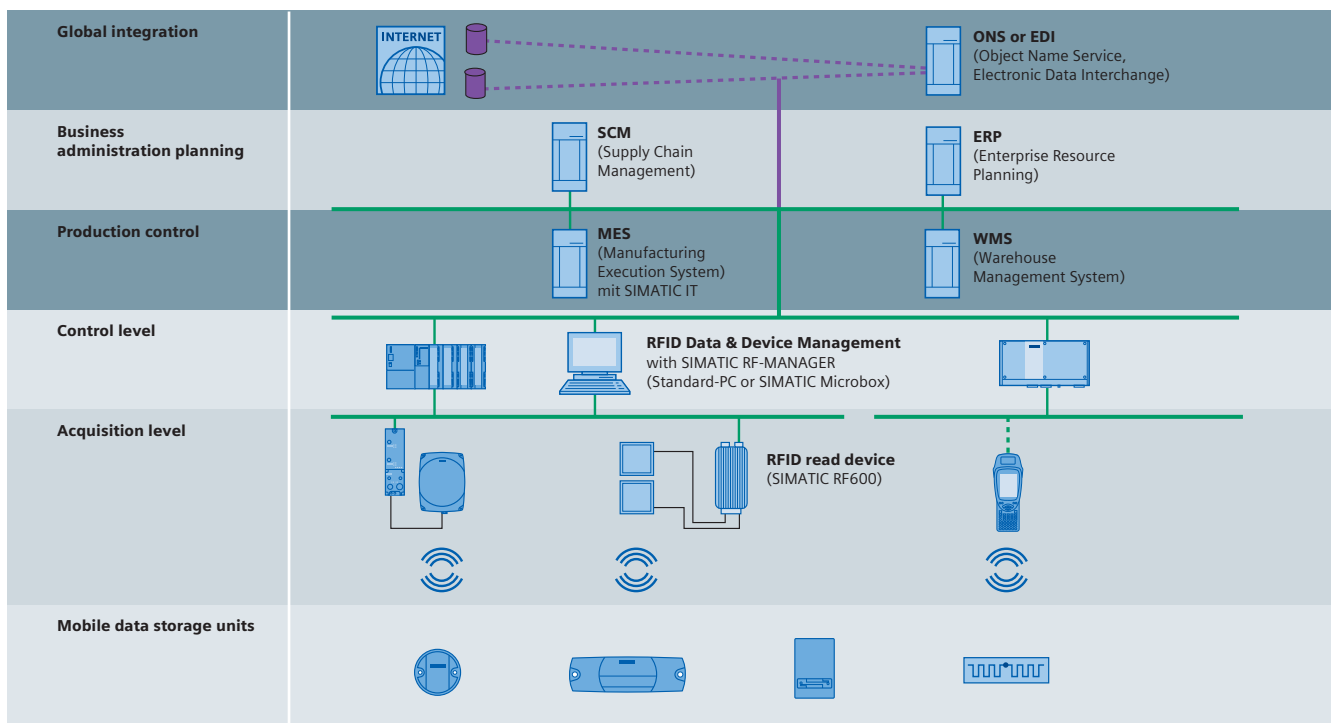 Global integration
INTERNET
ONS or EDI
(Object Name Service,
Electronic Data Interchange)
Business
administration planning
SCM
(Supply Chain
Management)
ERP
(Enterprise Resource
Planning)
Production control
MES
(Manufacturing
Execution System)
mit SIMATIC IT
WMS
(Warehouse
Management System)
Control level
RFID Data & Device Management
with SIMATIC RF-MANAGER
(Standard-PC or SIMATIC Microbox)
Acquisition level
RFID read device
(SIMATIC RF600)
Mobile data storage units